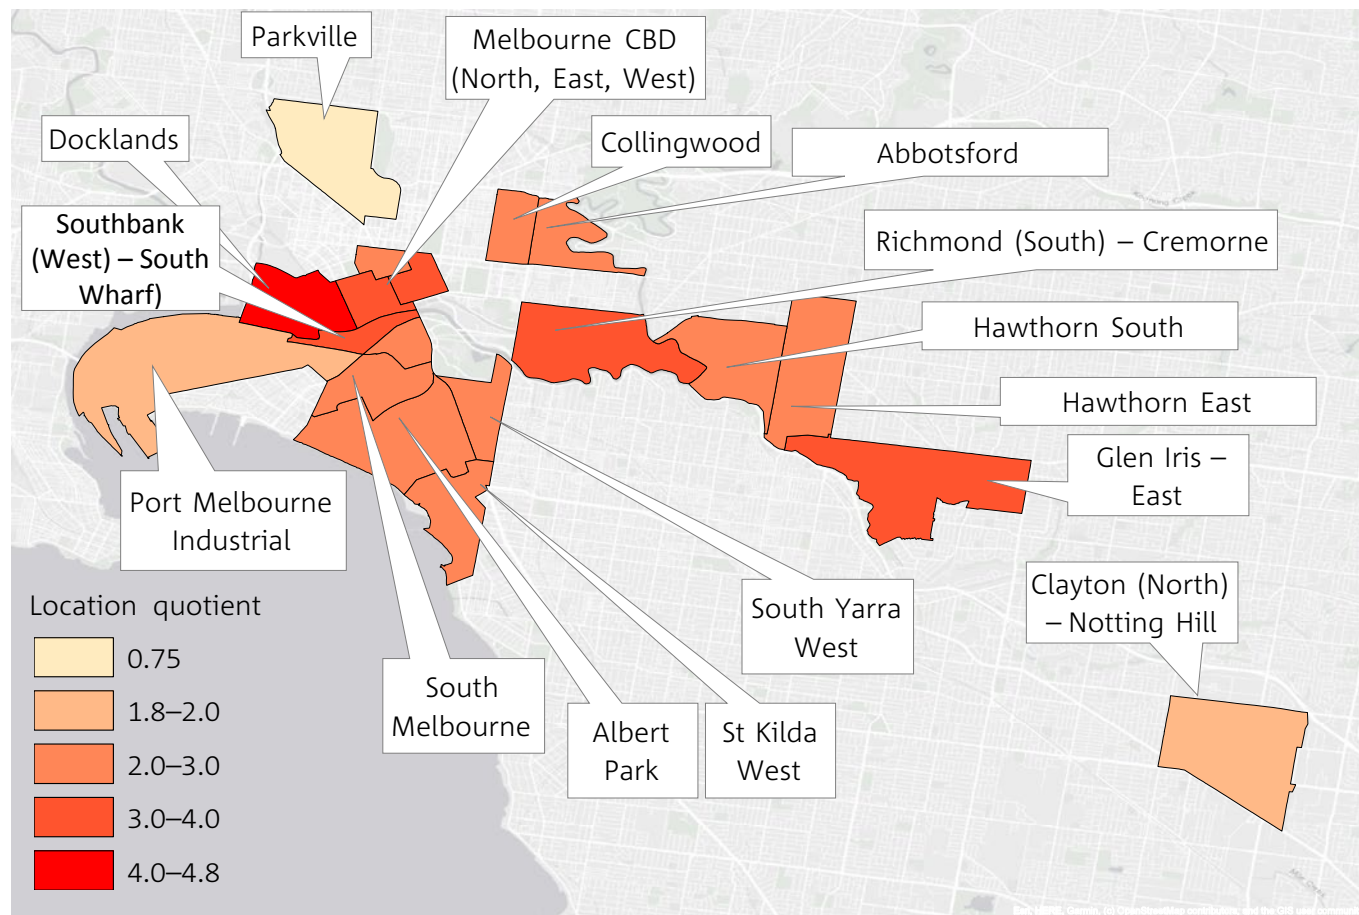 Parkville
Melbourne CBD
(North, East, West)
Docklands
Collingwood
Abbotsford
Southbank
(West) – South
Wharf)
Richmond (South) – Cremorne
Hawthorn South
Hawthorn East
Glen Iris –
East
Port Melbourne
Industrial
Clayton (North)
– Notting Hill
South Yarra
West
South
Melbourne
Albert
Park
St Kilda
West
Location quotient
0.75
1.8–2.0
2.0–3.0
3.0–4.0
4.0–4.8